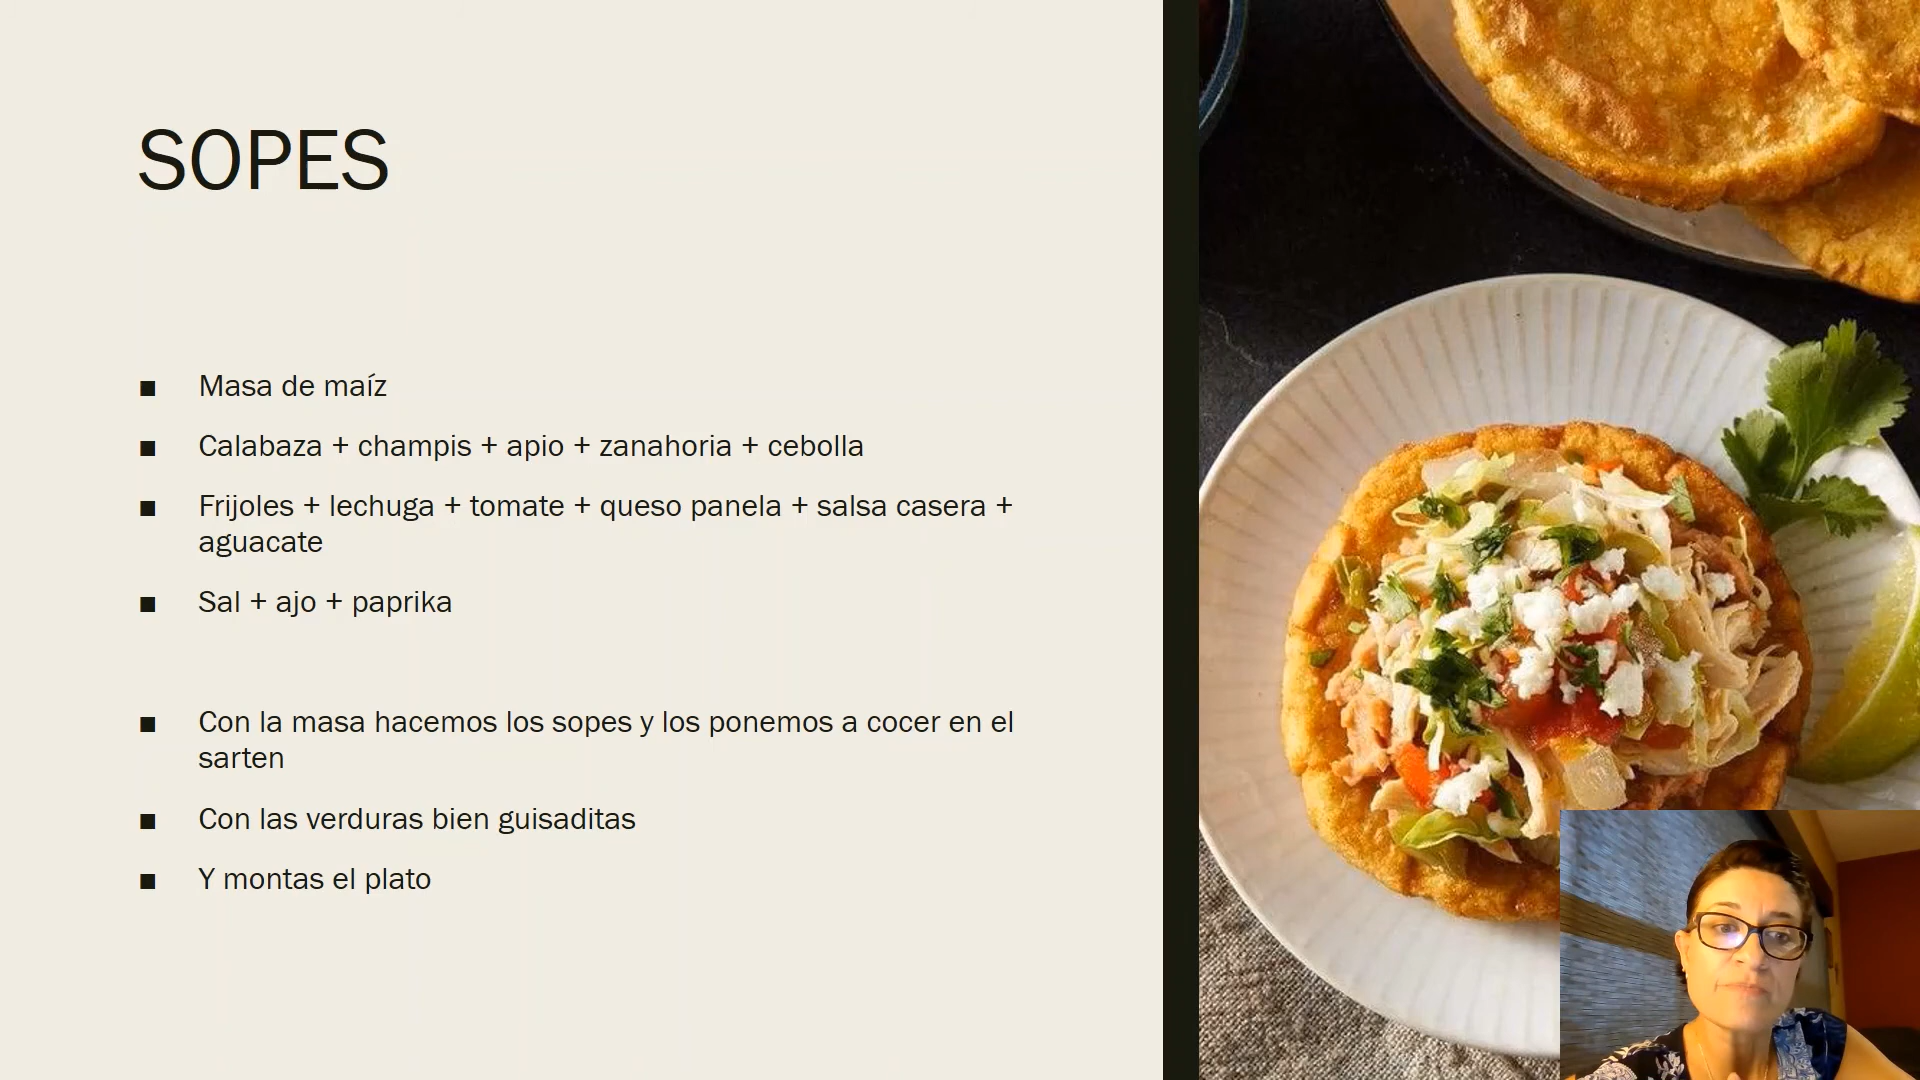 SOPES
■ Masa de maíz
■ Calabaza + champis + apio + zanahoria + cebolla
■ Frijoles + lechuga + tomate + queso panela + salsa casera +
aguacate
■ Sal + ajo + paprika
■ Con la masa hacemos los sopes y los ponemos a cocer en el
sarten
■ Con las verduras bien guisaditas
■ Y montas el plato